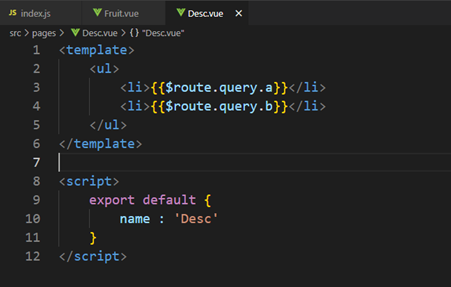 JS index.js Fruit.vue Desc.vue ×
src > pages > Desc.vue > {} "Desc.vue"
1 <template>
2 <ul>
3 <li>{{$route.query.a}}</li>
4 <li>{{$route.query.b}}</li>
5 </ul>
6 </template>
7
8 <script>
9 export default {
10 name : 'Desc'
11 }
12 </script>